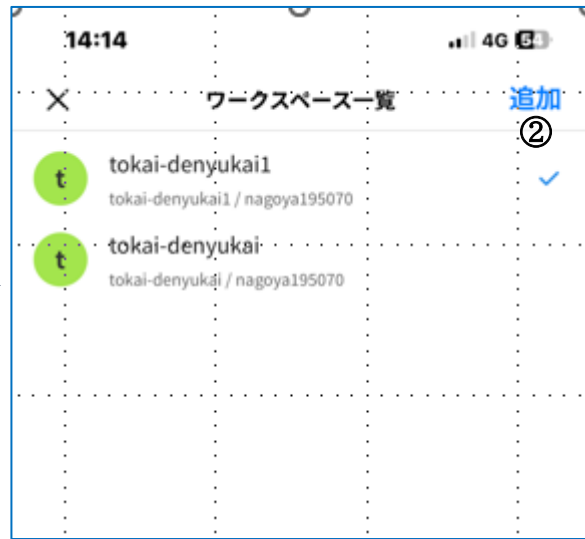 14:14 4G 54
ワークスペース一覧 追加
②
t tokai-denyukai1
tokai-denyukai1 / nagoya195070
t tokai-denyukai
tokai-denyukai / nagoya195070